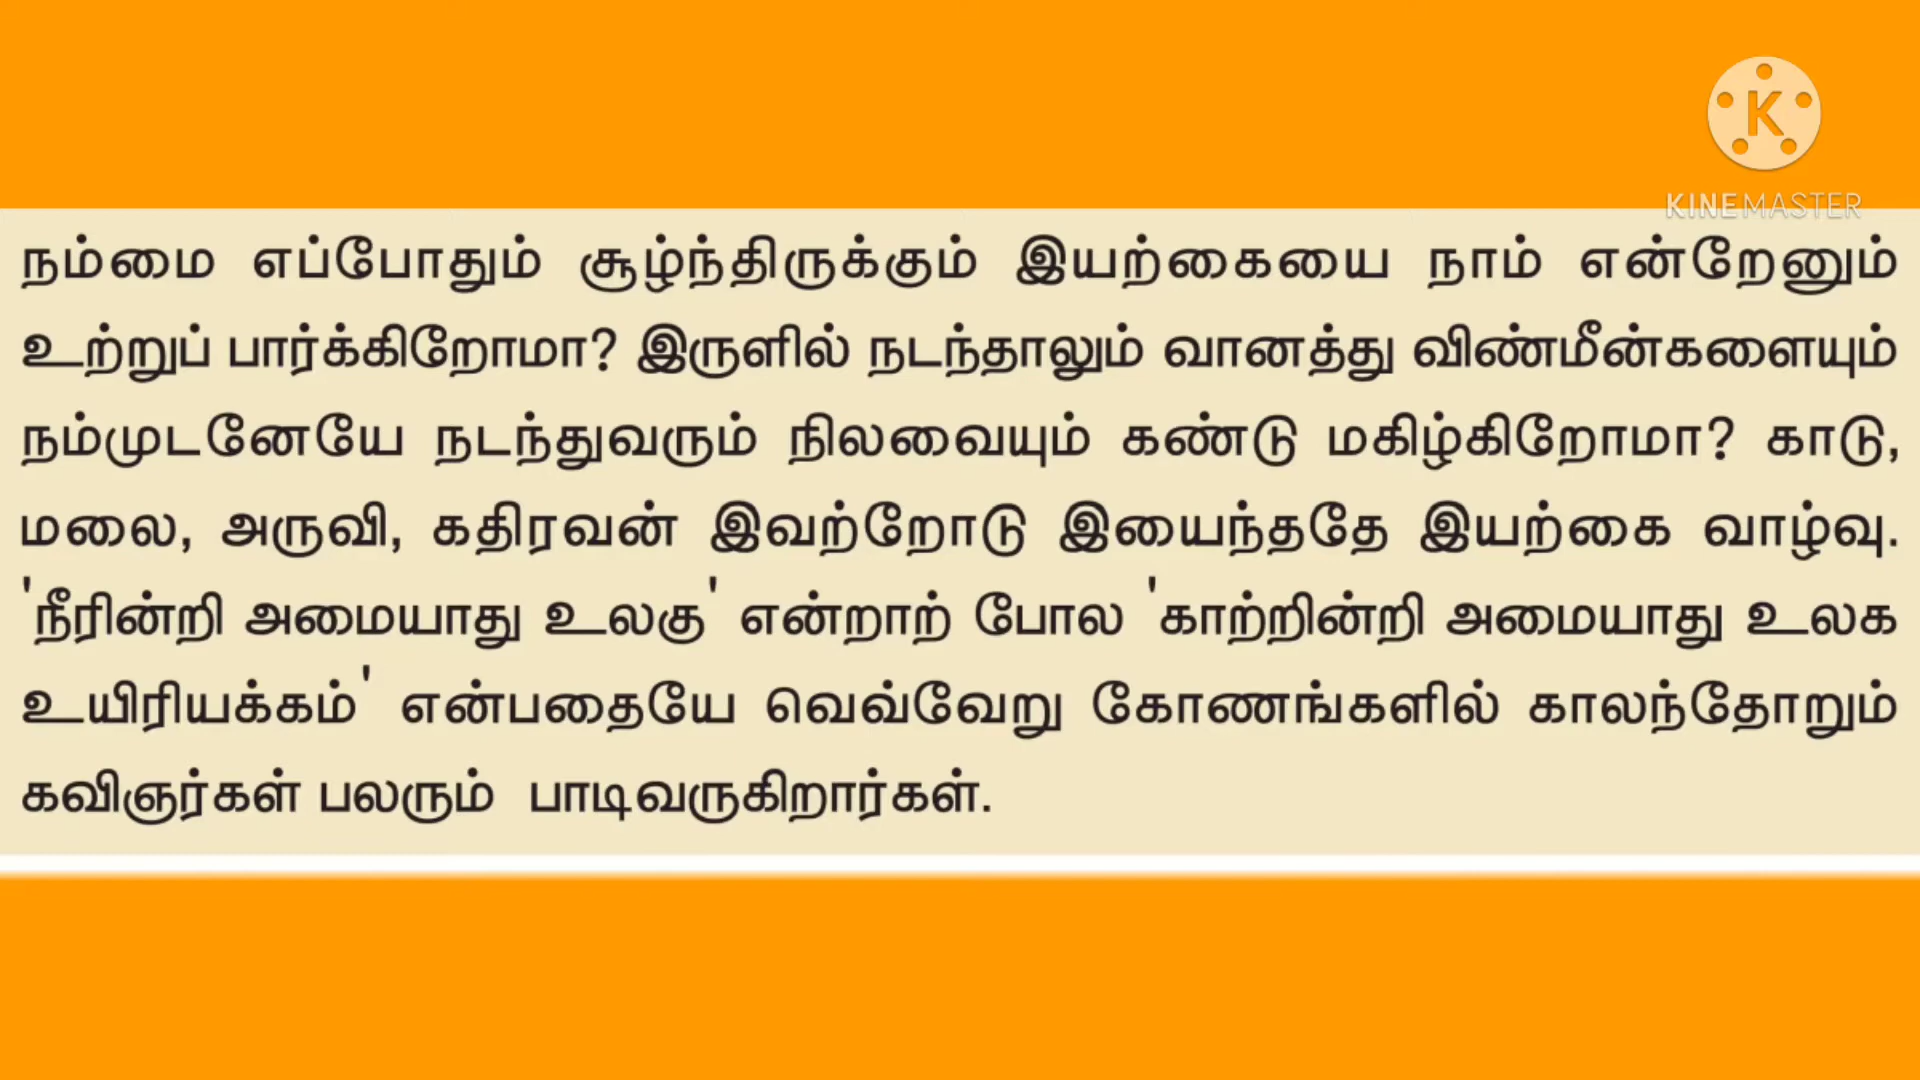 KINEMASTER
நம்மை எப்போதும் சூழ்ந்திருக்கும் இயற்கையை நாம் என்றேனும்
உற்றுப் பார்க்கிறோமா? இருளில் நடந்தாலும் வானத்து விண்மீன்களையும்
நம்முடனேயே நடந்துவரும் நிலவையும் கண்டு மகிழ்கிறோமா? காடு,
மலை, அருவி, கதிரவன் இவற்றோடு இயைந்ததே இயற்கை வாழ்வு.
'நீரின்றி அமையாது உலகு' என்றாற் போல 'காற்றின்றி அமையாது உலக
உயிரியக்கம்' என்பதையே வெவ்வேறு கோணங்களில் காலந்தோறும்
கவிஞர்கள் பலரும் பாடிவருகிறார்கள்.